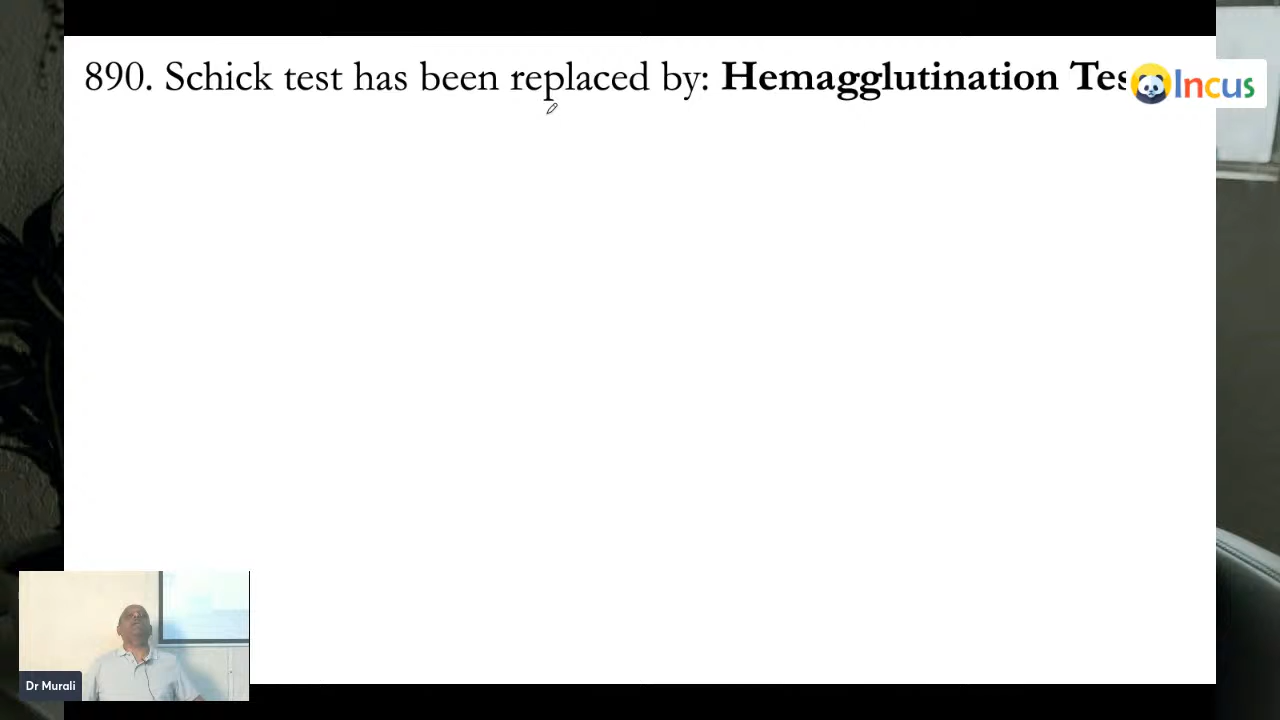 890. Schick test has been replaced by: Hemagglutination Tes
Incus
Dr Murali